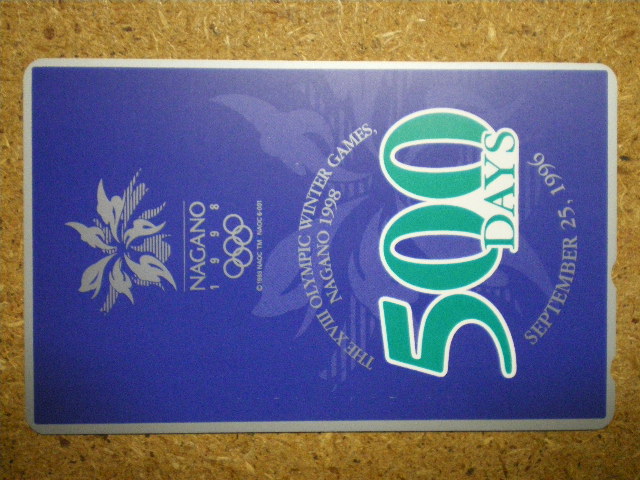 NAGANO
1998
© 1993 NAOC TM NAOC 6-001
THE XVIII OLYMPIC WINTER GAMES,
NAGANO 1998
500
DAYS
SEPTEMBER 25, 1996